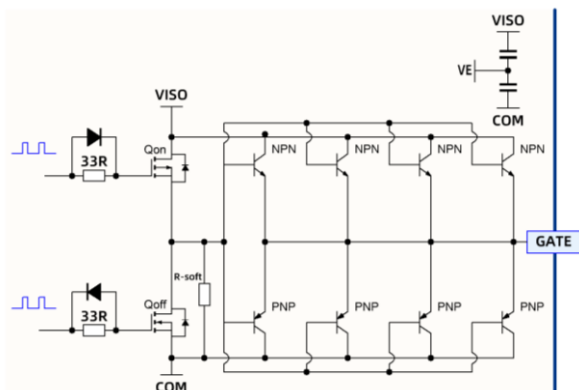 VISO
VE
COM
VISO
33R
Qon
NPN
NPN
NPN
NPN
GATE
R-soft
33R
Qoff
PNP
PNP
PNP
PNP
COM